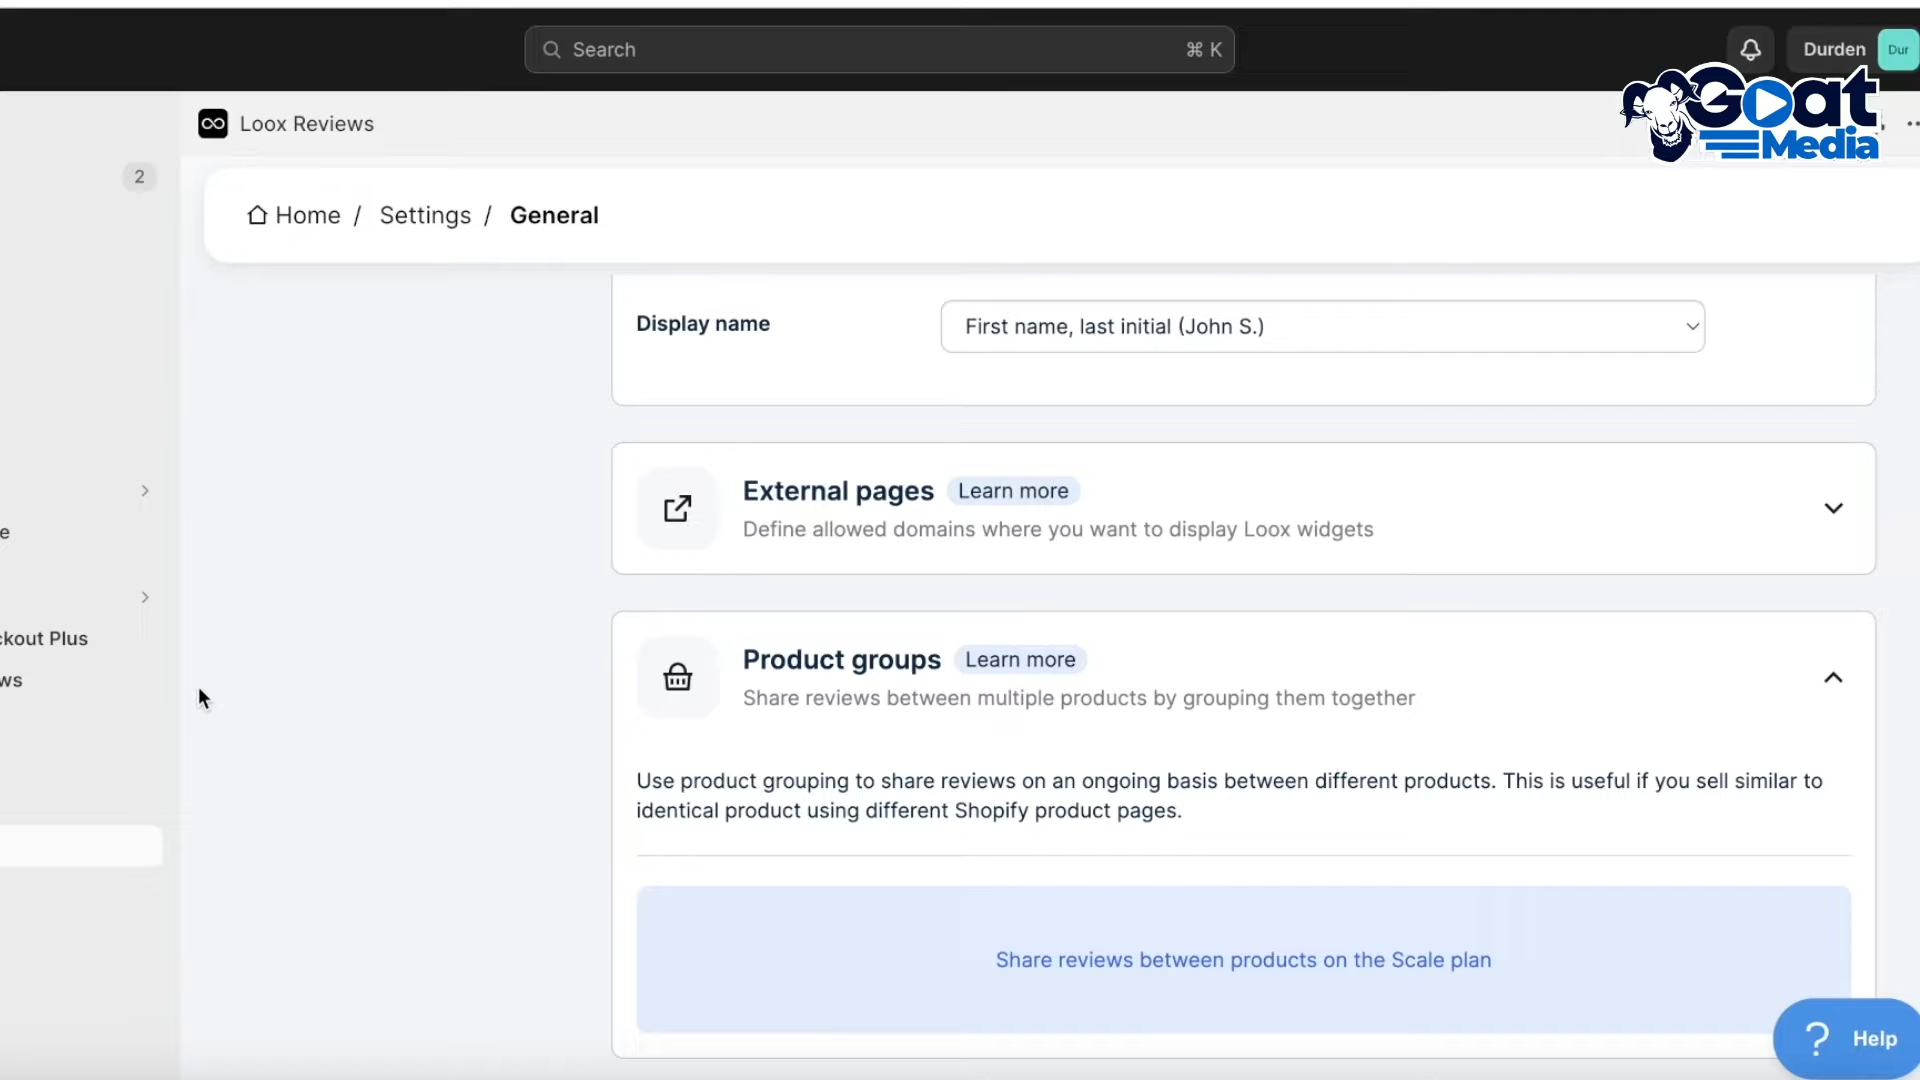 Search
⌘ K
Durden
Dur
Goat
Media
Loox Reviews
2
Home / Settings / General
Display name
First name, last initial (John S.)
External pages
Learn more
Define allowed domains where you want to display Loox widgets
e
ckout Plus
ws
Product groups
Learn more
Share reviews between multiple products by grouping them together
Use product grouping to share reviews on an ongoing basis between different products. This is useful if you sell similar to
identical product using different Shopify product pages.
Share reviews between products on the Scale plan
? Help